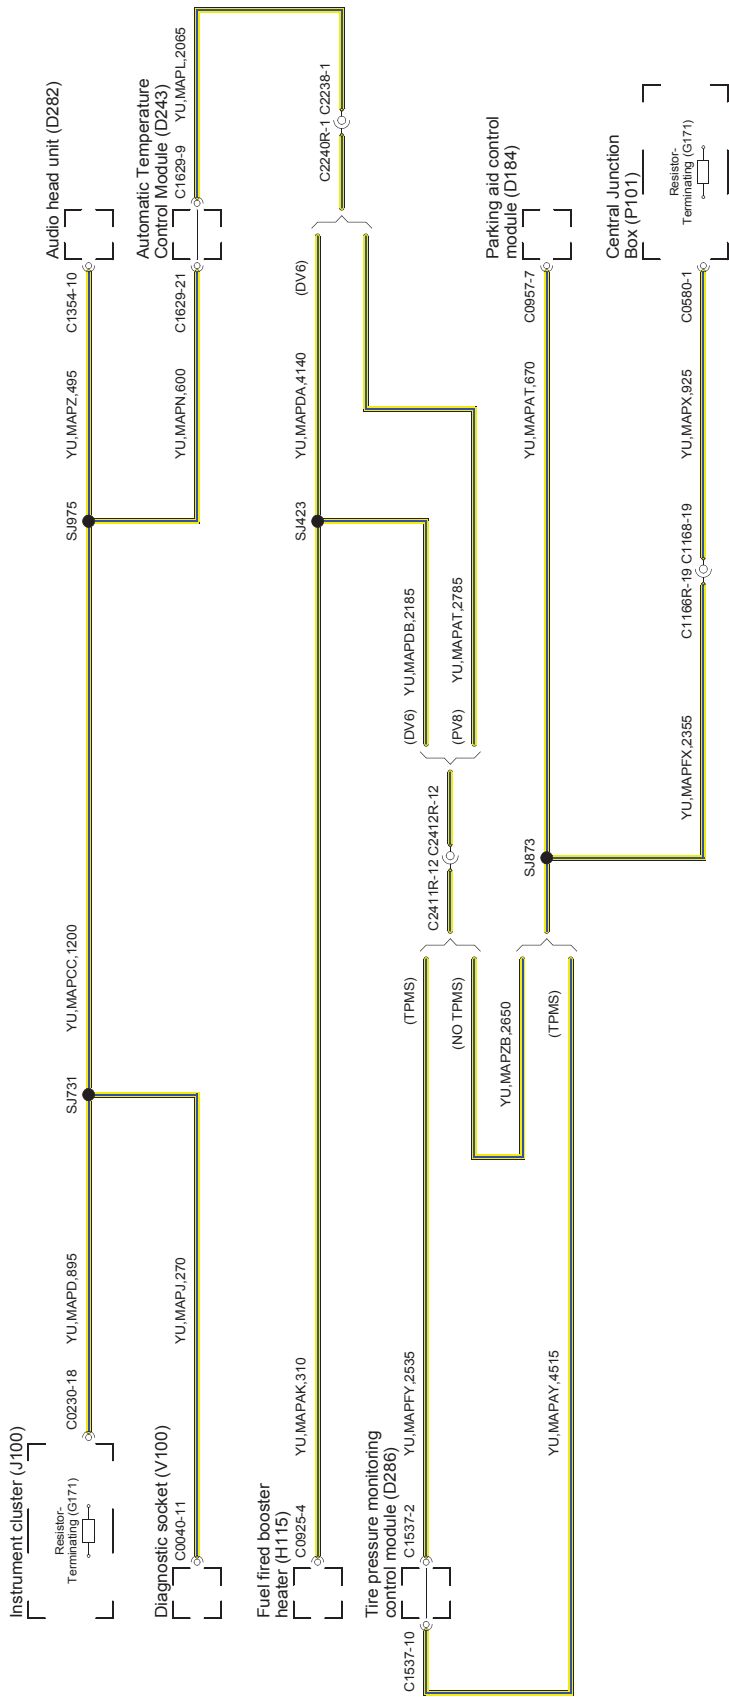 Instrument cluster (J100)
Resistor-
Terminating (G171)
C0230-18
YU,MAPD,895
SJ731
YU,MAPCC,1200
SJ975
YU,MAPZ,495
C1354-10
Audio head unit (D282)
Diagnostic socket (V100)
C0040-11
YU,MAPJ,270
YU,MAPN,600
C1629-21
Automatic Temperature
Control Module (D243)
C1629-9
YU,MAPL,2065
Fuel fired booster
heater (H115)
C0925-4
YU,MAPAK,310
SJ423
YU,MAPDA,4140
(DV6)
C2240R-1
C2238-1
Tire pressure monitoring
control module (D286)
C1537-10
C1537-2
YU,MAPFY,2535
(TPMS)
C2411R-12
C2412R-12
(DV6)
YU,MAPDB,2185
(NO TPMS)
(PV8)
YU,MAPAT,2785
YU,MAPZB,2650
YU,MAPAY,4515
(TPMS)
SJ873
YU,MAPAT,670
C0957-7
Parking aid control
module (D184)
YU,MAPFX,2355
C1166R-19
C1168-19
YU,MAPX,925
C0580-1
Central Junction
Box (P101)
Resistor-
Terminating (G171)